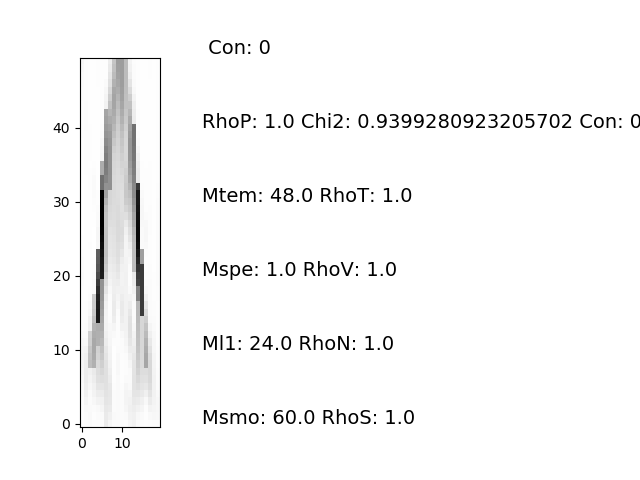 Con: 0
RhoP: 1.0 Chi2: 0.9399280923205702 Con: 0
Mtem: 48.0 RhoT: 1.0
Mspe: 1.0 RhoV: 1.0
Ml1: 24.0 RhoN: 1.0
Msmo: 60.0 RhoS: 1.0
40
30
20
10
0
0 10